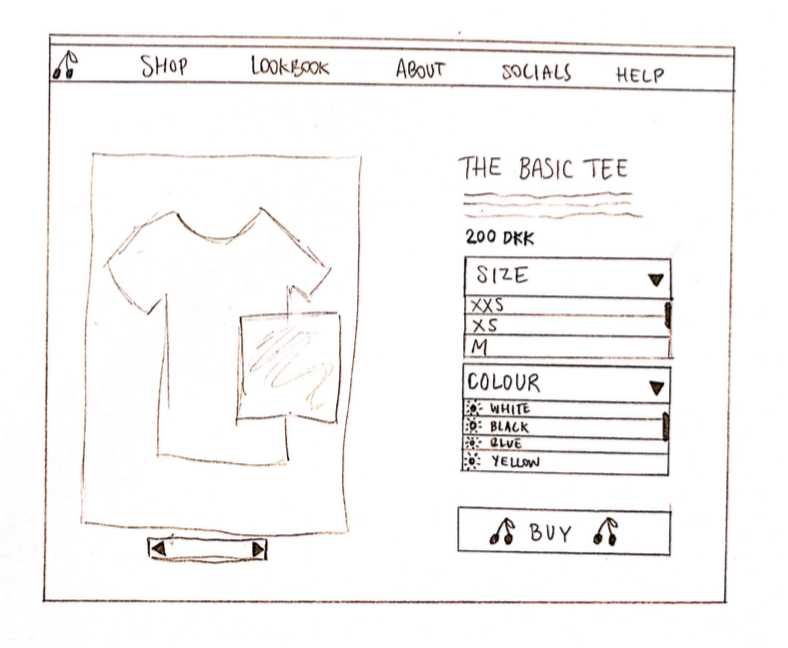 SHOP LOOKBOOK ABOUT SOCIALS HELP
THE BASIC TEE
200 DKK
SIZE
XXS
XS
M
COLOUR
WHITE
BLACK
BLUE
YELLOW
BUY